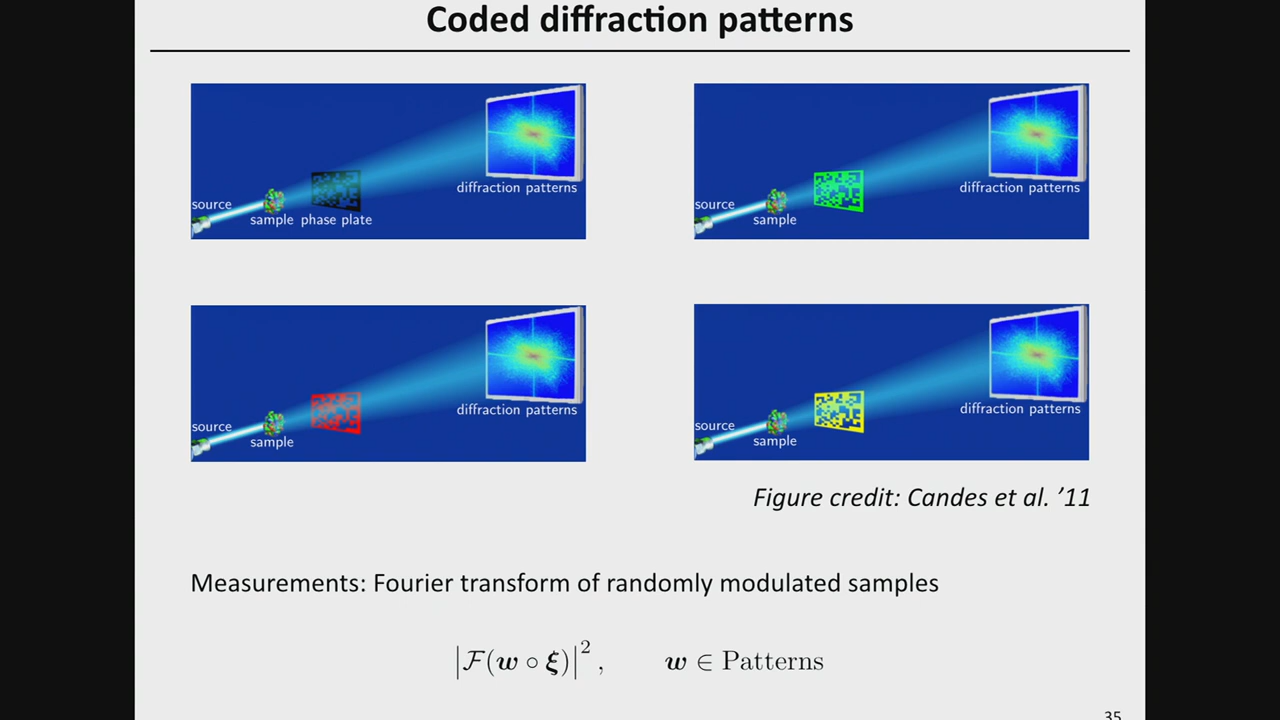 Coded diffraction patterns
source
sample phase plate
diffraction patterns
source
sample
diffraction patterns
source
sample
diffraction patterns
source
sample
diffraction patterns
Figure credit: Candes et al. ’11
Measurements: Fourier transform of randomly modulated samples
|𝓕(w ∘ ξ)|², w ∈ Patterns
35